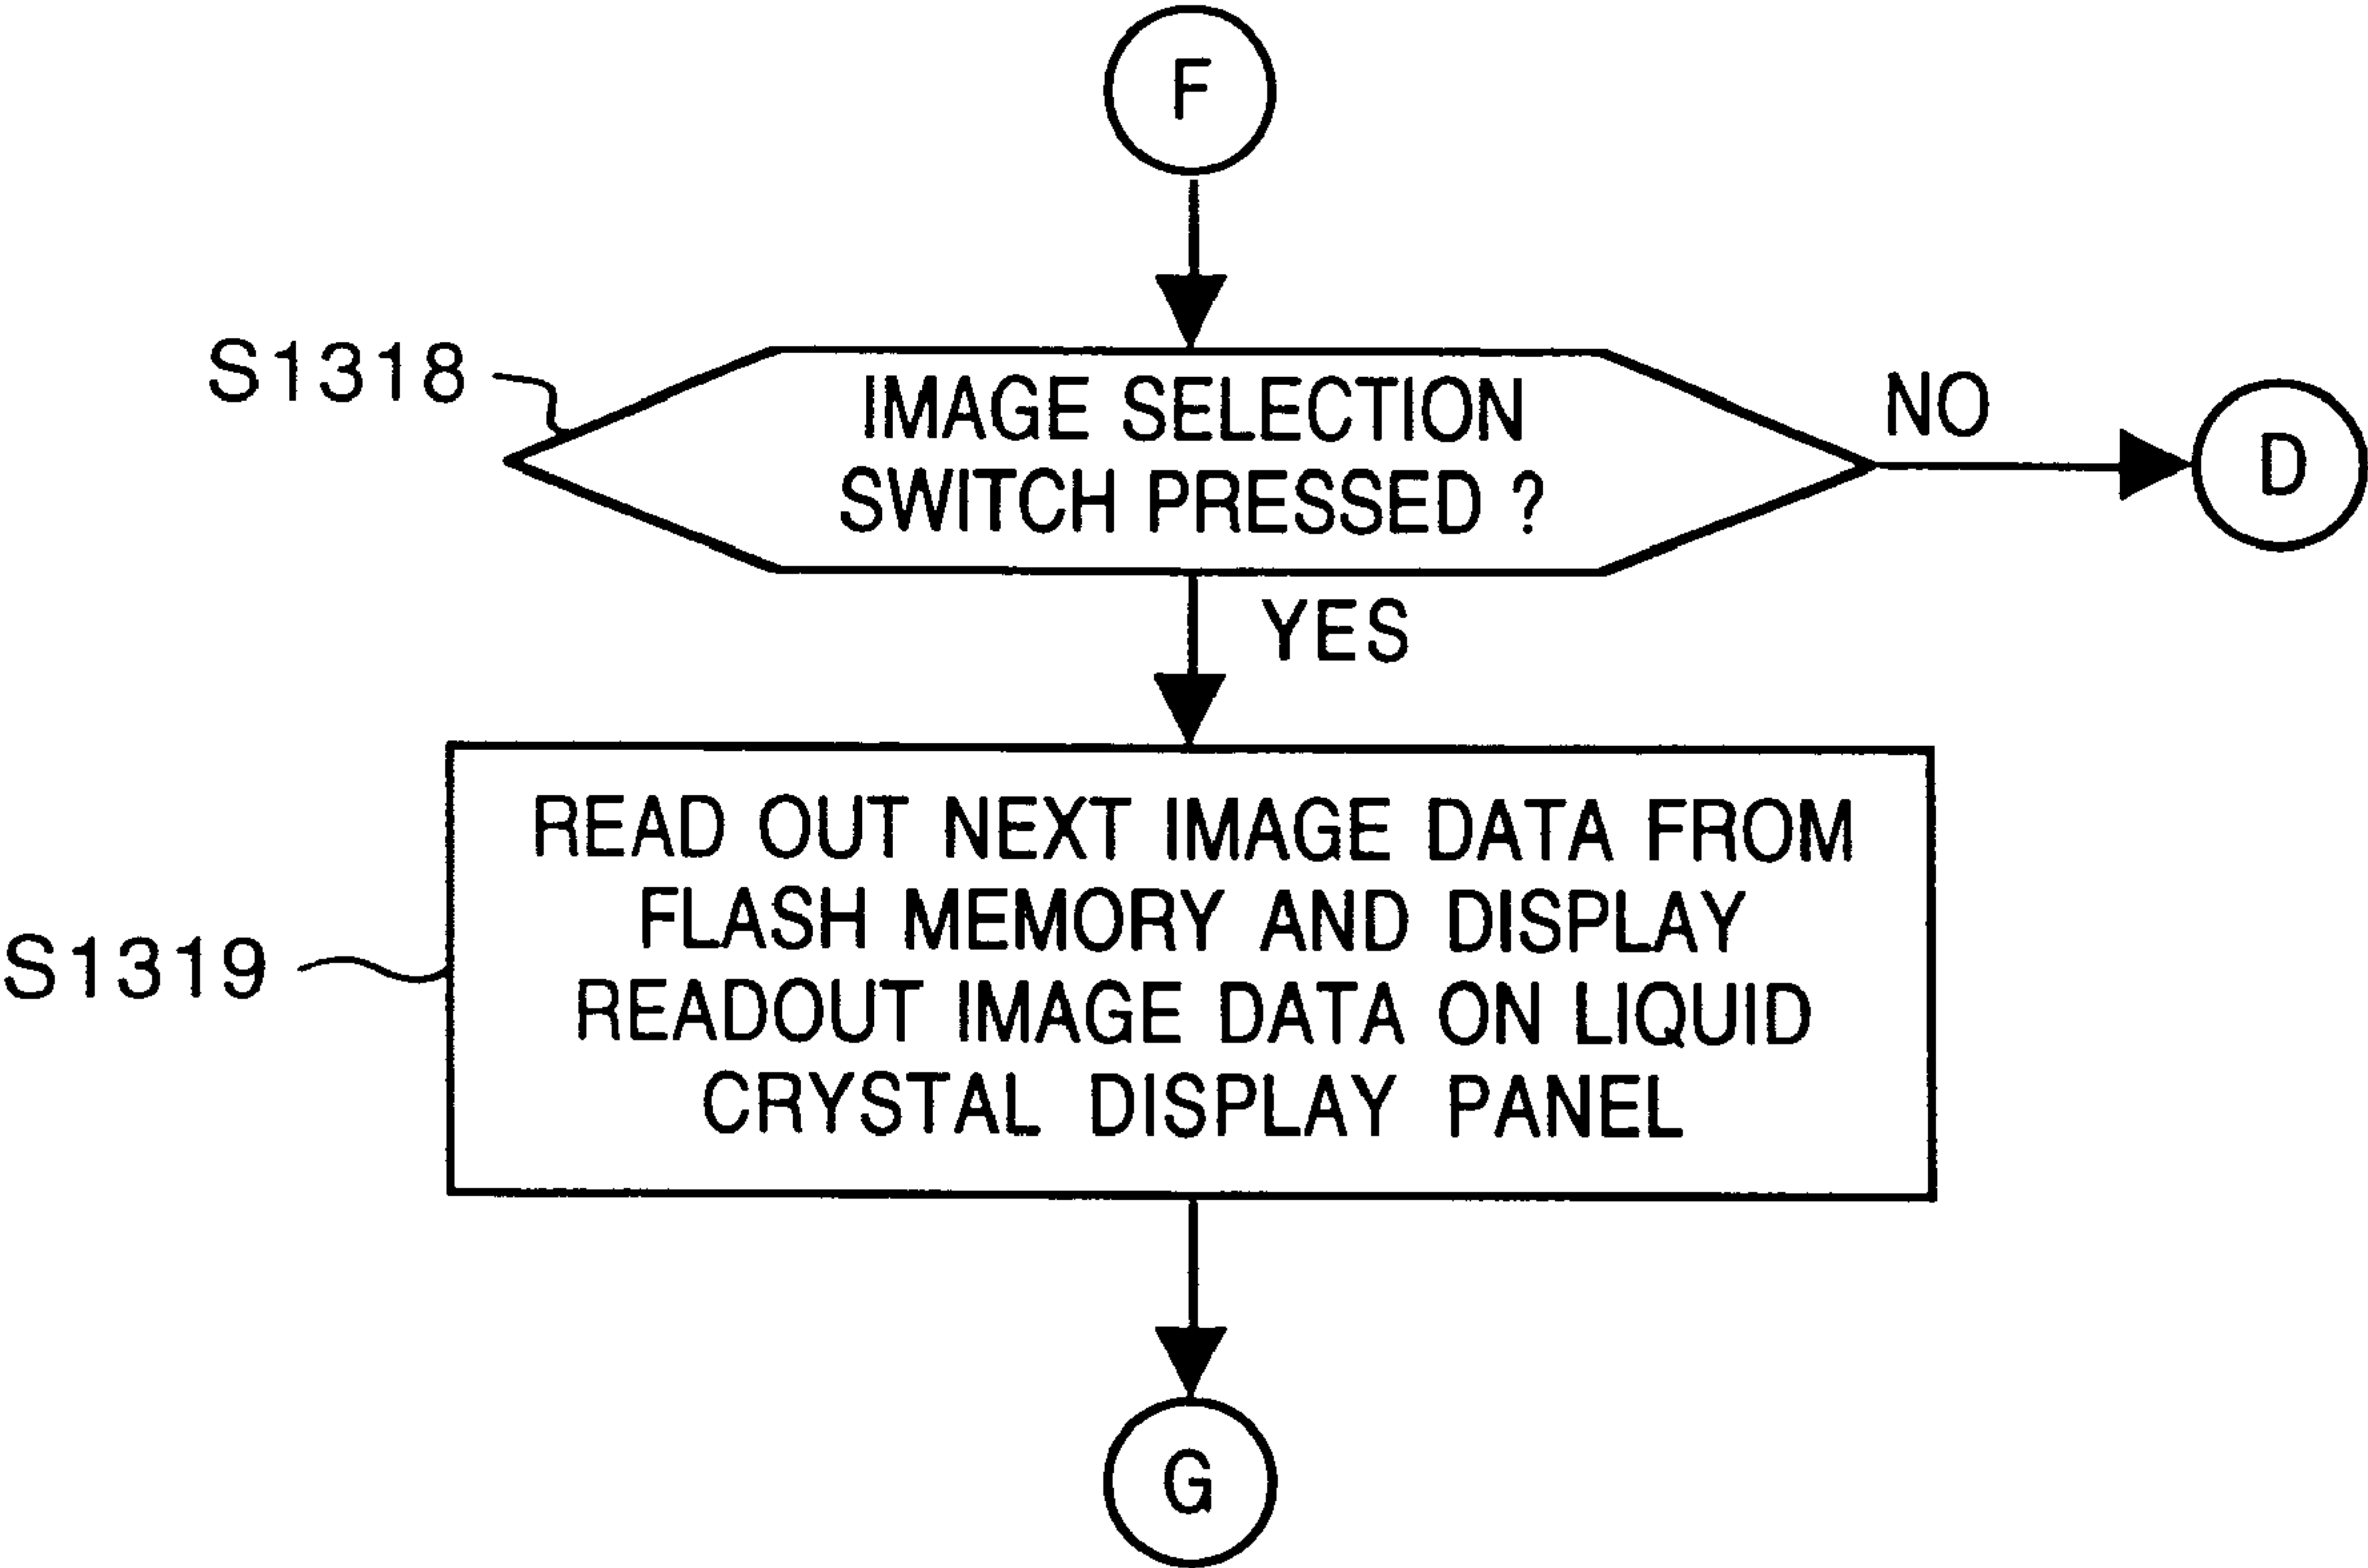 F
S1318
IMAGE SELECTION
SWITCH PRESSED ?
NO
D
YES
S1319
READ OUT NEXT IMAGE DATA FROM
FLASH MEMORY AND DISPLAY
READOUT IMAGE DATA ON LIQUID
CRYSTAL DISPLAY PANEL
G